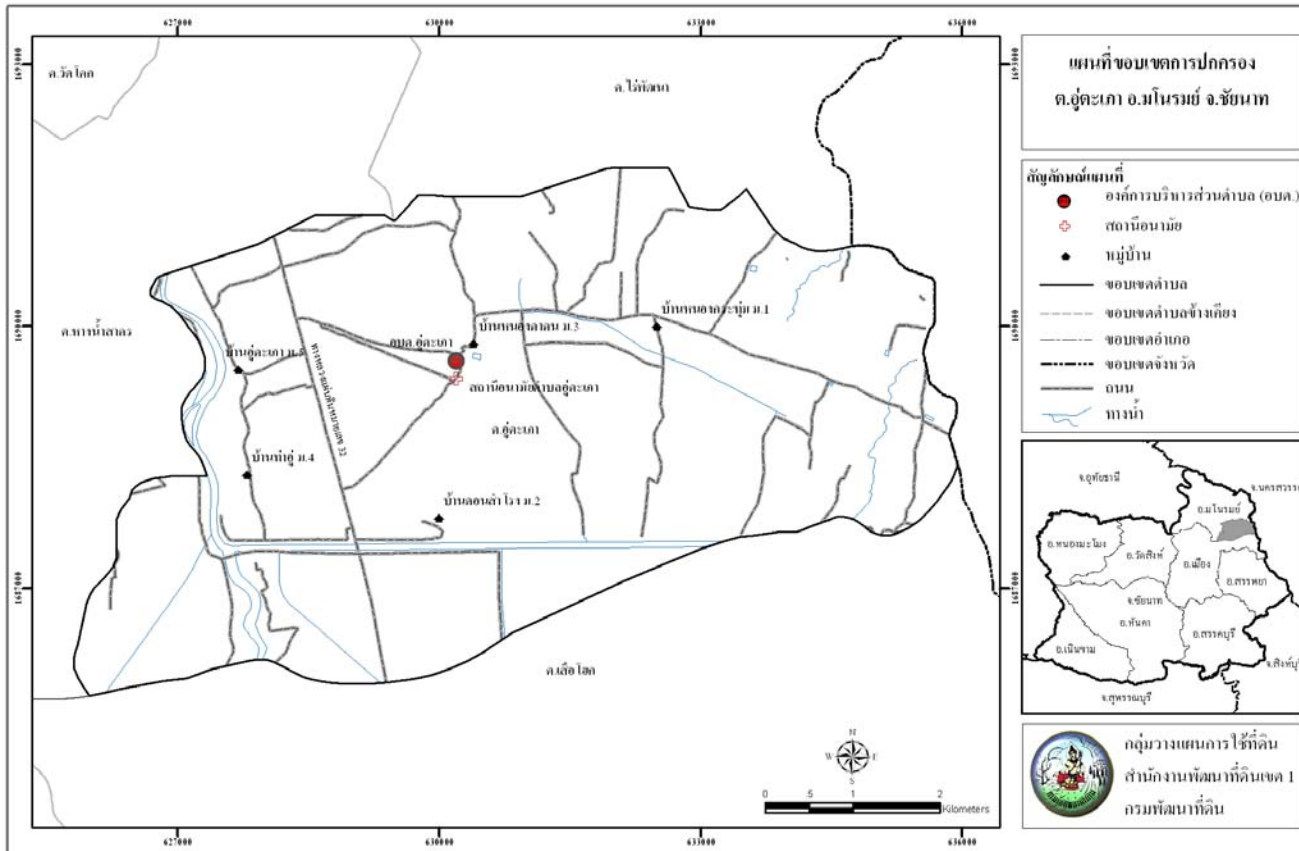 627000
630000
633000
636000
1693000
1693000
ต.วัดโคก
ต.ไร่พัฒนา
ต.หางน้ำสาคร
1690000
1690000
บ้านหนองตาตน ม.3
บ้านหนองกระทุ่ม ม.1
อบต.อู่ตะเภา
สถานีอนามัยตำบลอู่ตะเภา
ต.อู่ตะเภา
ทางหลวงแผ่นดินหมายเลข 32
บ้านท่าอู่ ม.4
บ้านดอนสำโรง ม.2
1687000
1687000
ต.เสือโฮก
N
W
E
S
0
.5
1
2
Kilometers
แผนที่ขอบเขตการปกครอง
ต.อู่ตะเภา อ.มโนรมย์ จ.ชัยนาท
สัญลักษณ์แผนที่
องค์การบริหารส่วนตำบล (อบต.)
สถานีอนามัย
หมู่บ้าน
ขอบเขตตำบล
ขอบเขตตำบลข้างเคียง
ขอบเขตอำเภอ
ขอบเขตจังหวัด
ถนน
ทางน้ำ
จ.อุทัยธานี
อ.มโนรมย์
อ.หนองมะโมง
อ.วัดสิงห์
อ.เมือง
อ.สรรพยา
จ.ชัยนาท
อ.หันคา
อ.สรรคบุรี
อ.เนินขาม
จ.สุพรรณบุรี
กลุ่มวางแผนการใช้ที่ดิน
สำนักงานพัฒนาที่ดินเขต 1
กรมพัฒนาที่ดิน